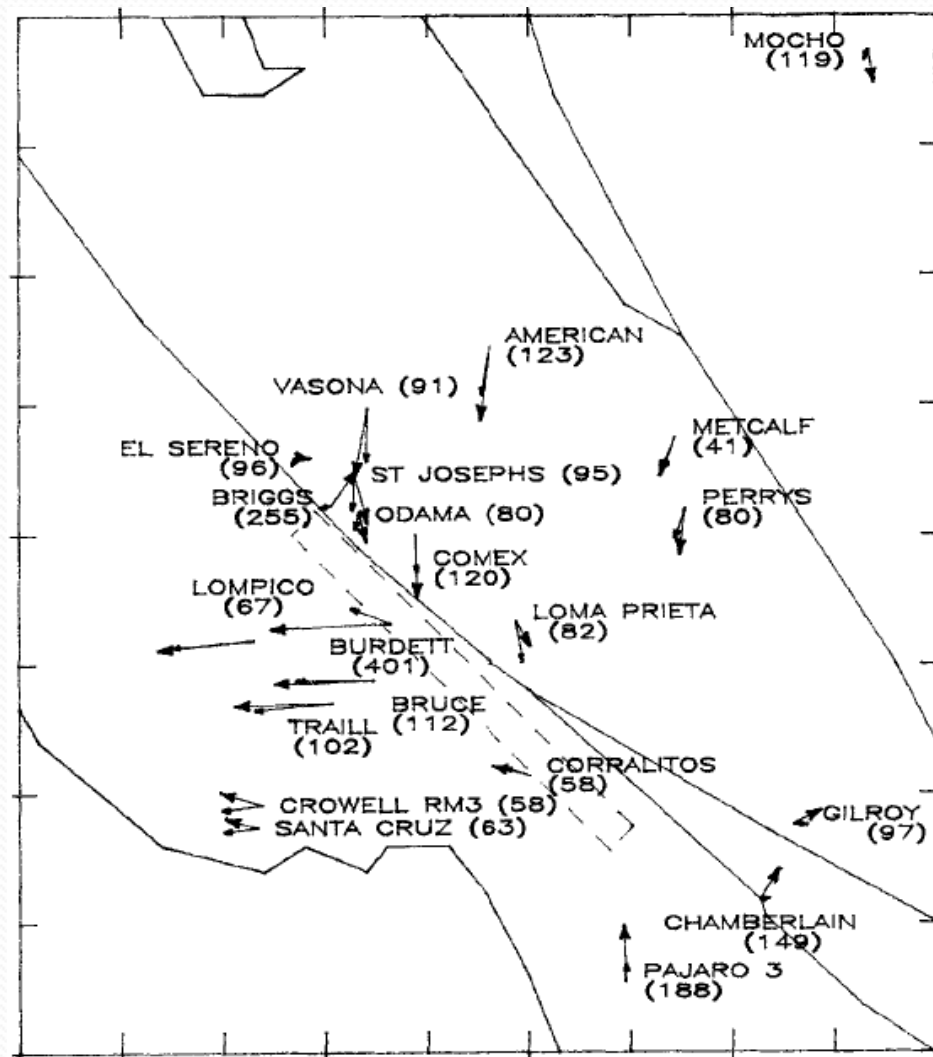 MOCHO
(119)
AMERICAN
(123)
VASONA (91)
METCALF
(41)
EL SERENO
(96)
ST JOSEPHS (95)
BRIGGS
(255)
PERRYS
(80)
ODAMA (80)
COMEX
(120)
LOMPICO
(67)
LOMA PRIETA
(82)
BURDETT
(401)
BRUCE
(112)
TRAILL
(102)
CORRALITOS
(58)
CROWELL RM3 (58)
SANTA CRUZ (63)
GILROY
(97)
CHAMBERLAIN
(149)
PAJARO 3
(188)